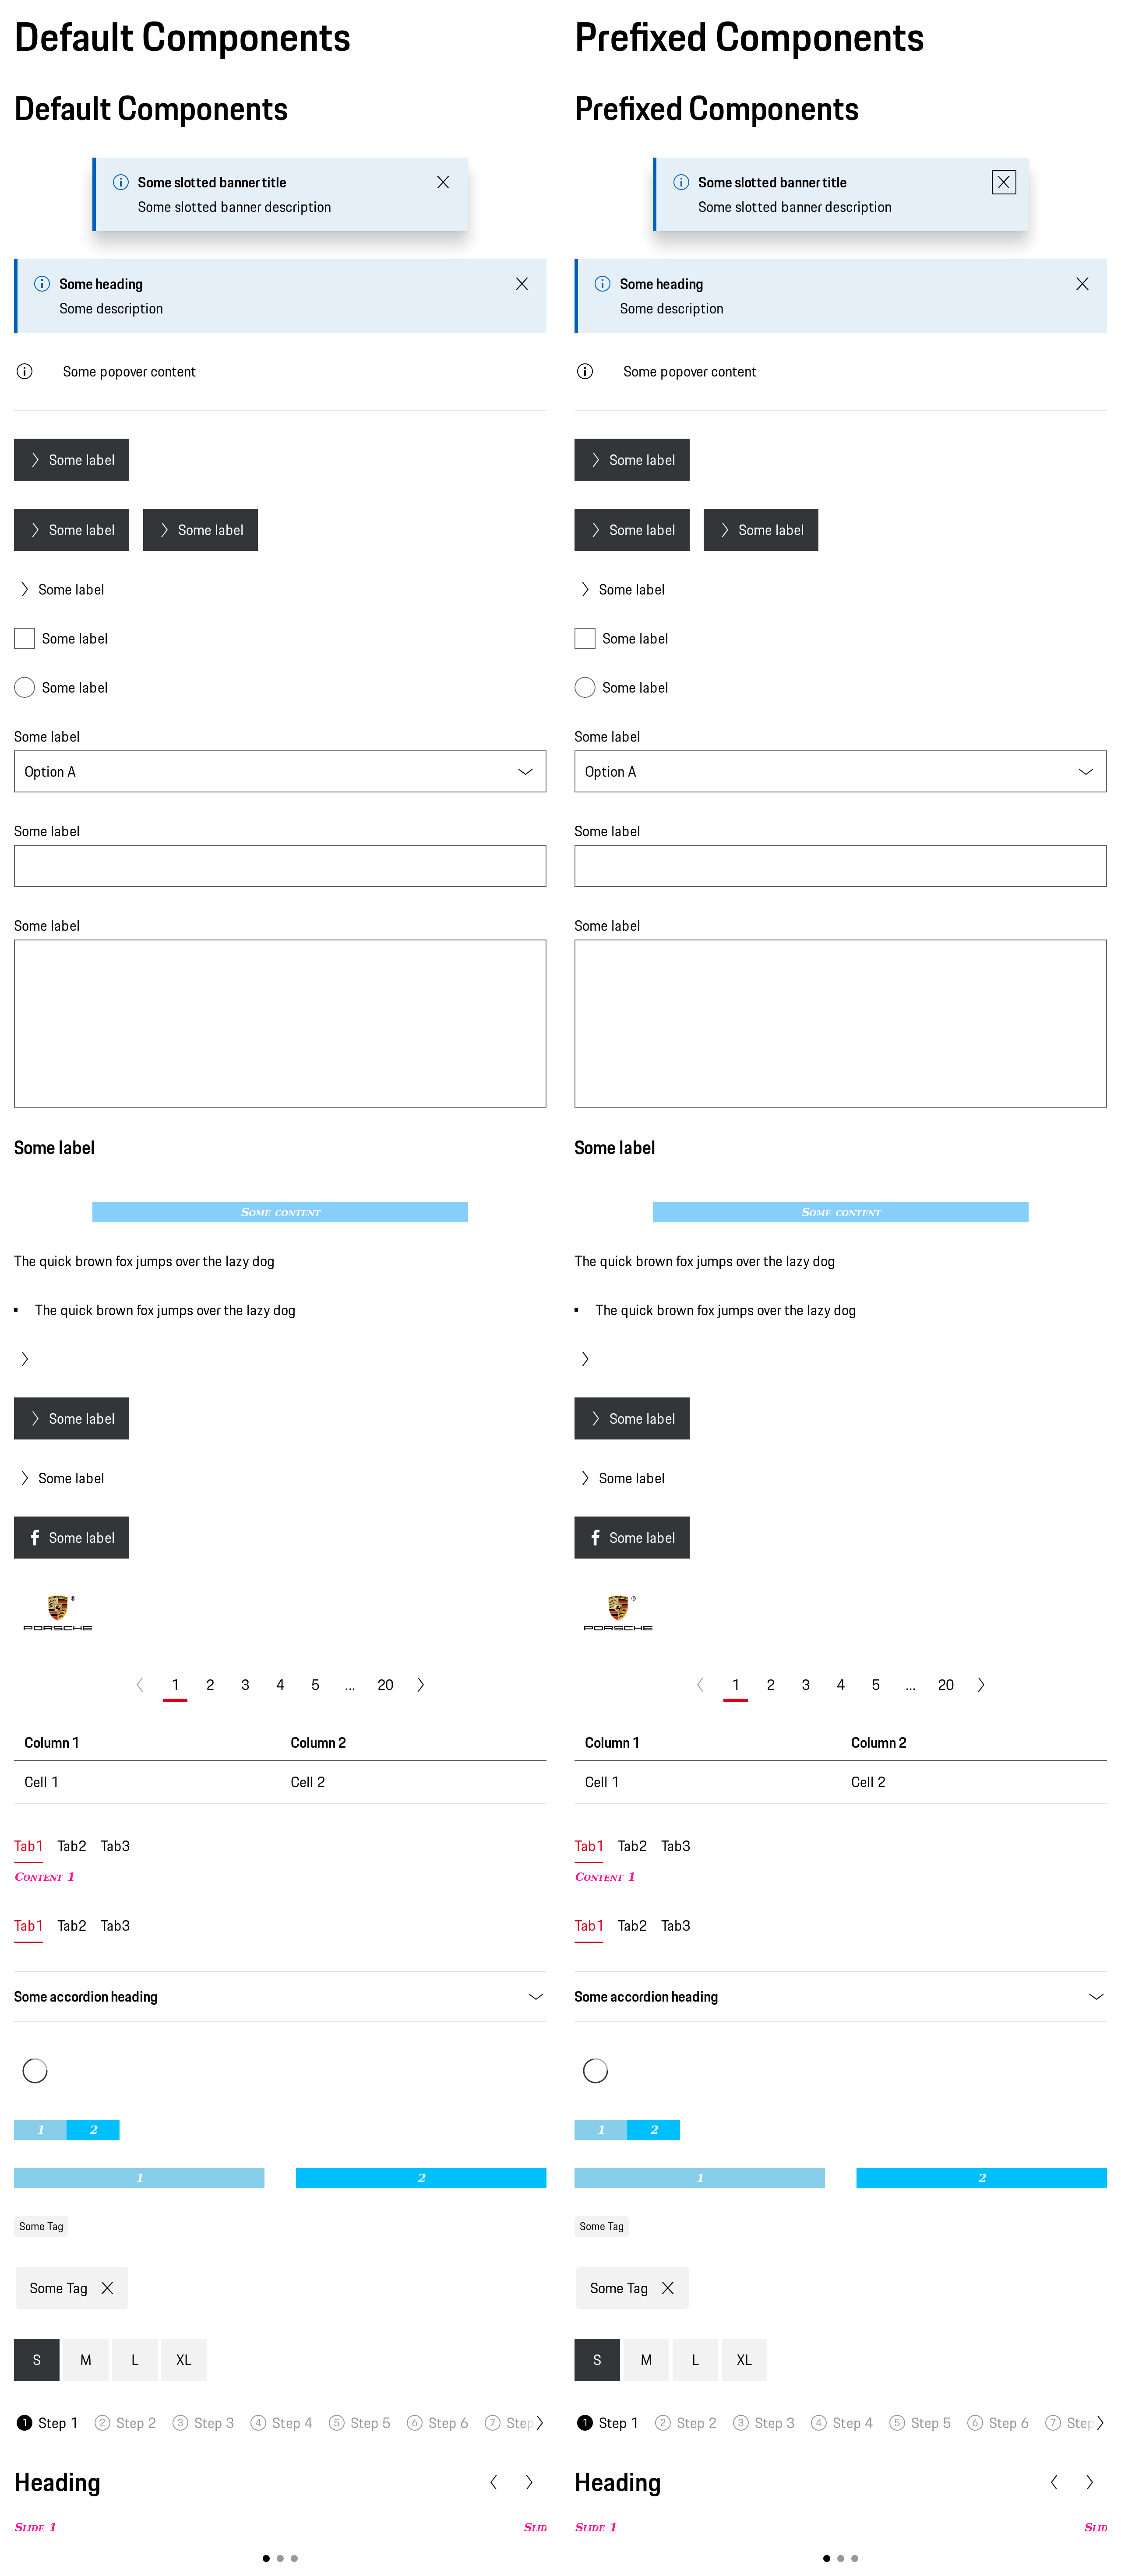 Default Components
Default Components
Some slotted banner title
Some slotted banner description
Some heading
Some description
Some popover content
Some label
Some label Some label
Some label
Some label
Some label
Some label
Option A
Some label
Some label
Some label
Some content
The quick brown fox jumps over the lazy dog
The quick brown fox jumps over the lazy dog
Some label
Some label
Some label
PORSCHE
1 2 3 4 5 ... 20
Column 1 Column 2
Cell 1 Cell 2
Tab1 Tab2 Tab3
Content 1
Tab1 Tab2 Tab3
Some accordion heading
1 2
1 2
Some Tag
Some Tag
S M L XL
1 Step 1 2 Step 2 3 Step 3 4 Step 4 5 Step 5 6 Step 6 7 Step
Heading
Slide 1 Slid
Prefixed Components
Prefixed Components
Some slotted banner title
Some slotted banner description
Some heading
Some description
Some popover content
Some label
Some label Some label
Some label
Some label
Some label
Some label
Option A
Some label
Some label
Some label
Some content
The quick brown fox jumps over the lazy dog
The quick brown fox jumps over the lazy dog
Some label
Some label
Some label
PORSCHE
1 2 3 4 5 ... 20
Column 1 Column 2
Cell 1 Cell 2
Tab1 Tab2 Tab3
Content 1
Tab1 Tab2 Tab3
Some accordion heading
1 2
1 2
Some Tag
Some Tag
S M L XL
1 Step 1 2 Step 2 3 Step 3 4 Step 4 5 Step 5 6 Step 6 7 Step
Heading
Slide 1 Slid